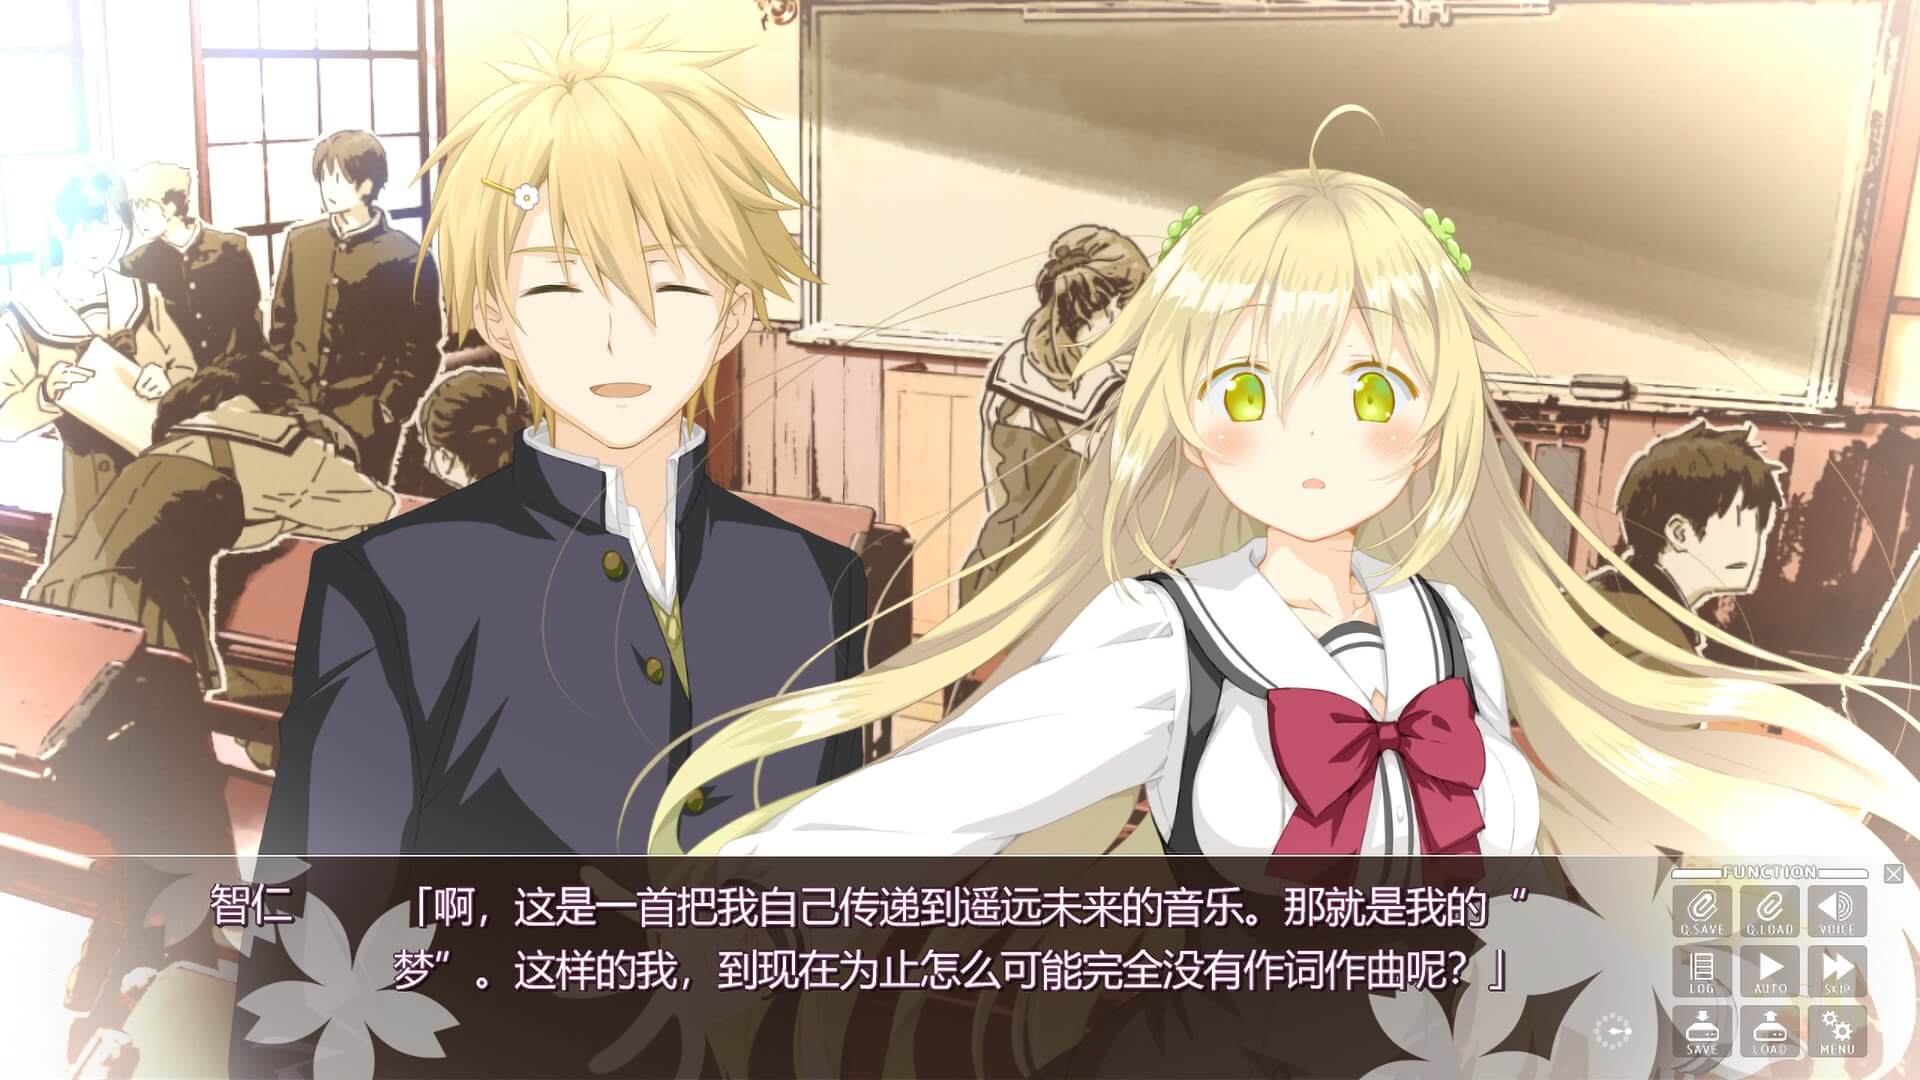 智仁
「啊，这是一首把我自己传递到遥远未来的音乐。那就是我的“
梦”。这样的我，到现在为止怎么可能完全没有作词作曲呢？」
FUNCTION
Q.SAVE Q.LOAD VOICE
LOG AUTO SKIP
SAVE LOAD MENU